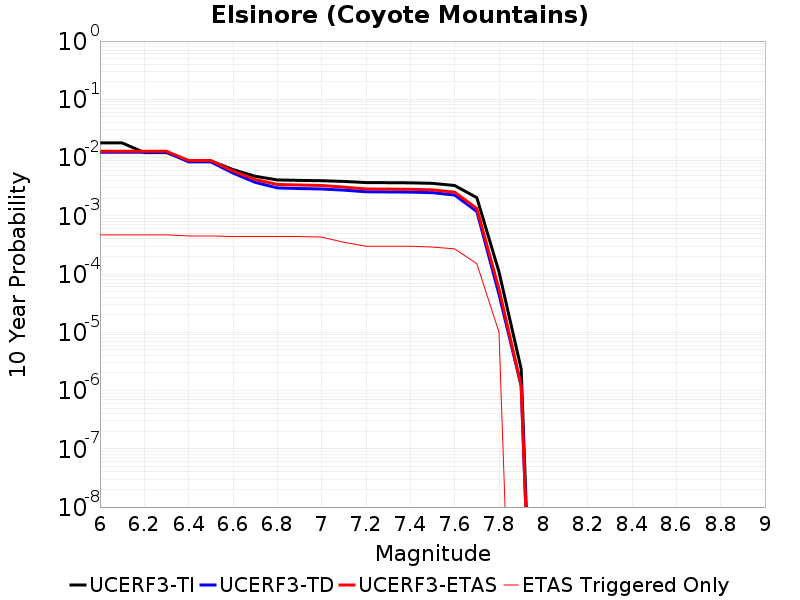 Elsinore (Coyote Mountains)
10 Year Probability
10^0
10^-1
10^-2
10^-3
10^-4
10^-5
10^-6
10^-7
10^-8
6 6.2 6.4 6.6 6.8 7 7.2 7.4 7.6 7.8 8 8.2 8.4 8.6 8.8 9
Magnitude
UCERF3-TI UCERF3-TD UCERF3-ETAS ETAS Triggered Only